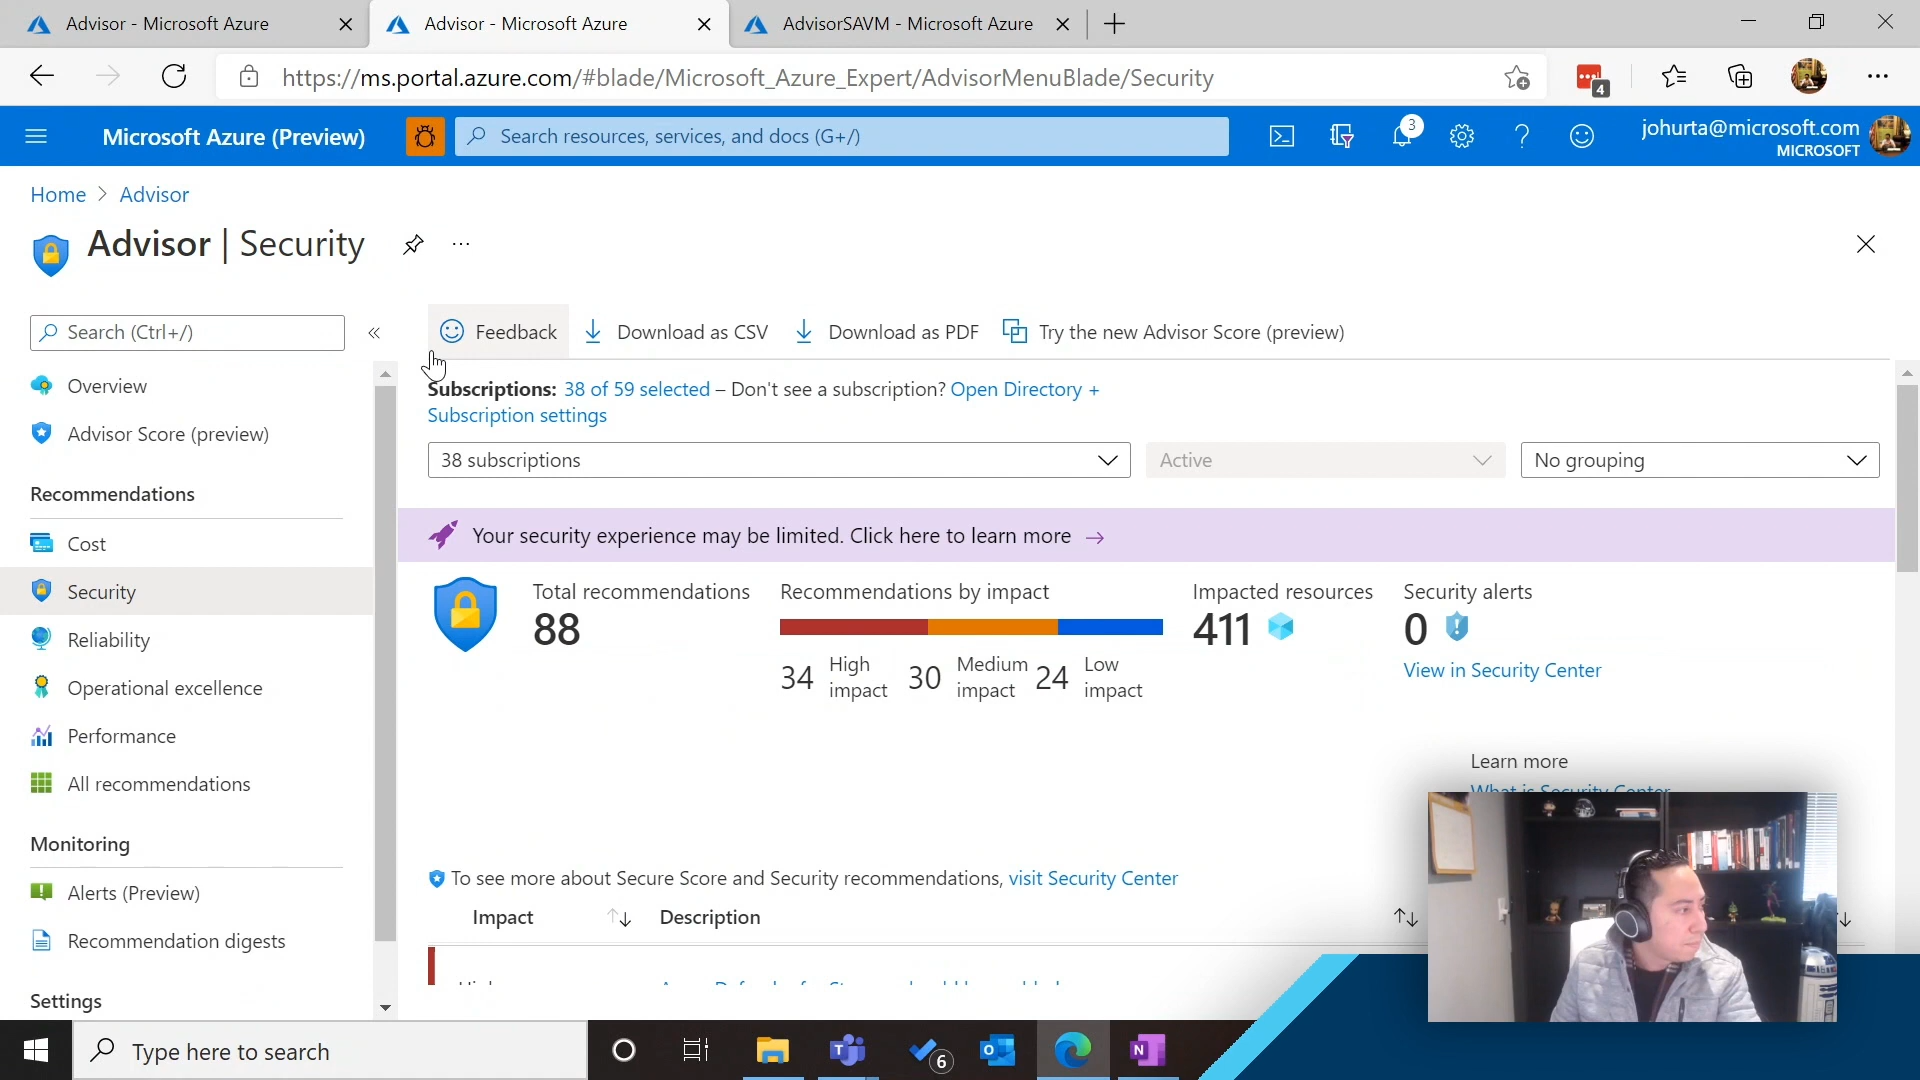 Advisor - Microsoft Azure
Advisor - Microsoft Azure
AdvisorSAVM - Microsoft Azure
https://ms.portal.azure.com/#blade/Microsoft_Azure_Expert/AdvisorMenuBlade/Security
4
Microsoft Azure (Preview)
Search resources, services, and docs (G+/)
3
johurta@microsoft.com
MICROSOFT
Home > Advisor
Advisor | Security
Search (Ctrl+/)
Feedback
Download as CSV
Download as PDF
Try the new Advisor Score (preview)
Overview
Advisor Score (preview)
Recommendations
Cost
Security
Reliability
Operational excellence
Performance
All recommendations
Monitoring
Alerts (Preview)
Recommendation digests
Settings
Subscriptions: 38 of 59 selected – Don't see a subscription? Open Directory +
Subscription settings
38 subscriptions
Active
No grouping
Your security experience may be limited. Click here to learn more →
Total recommendations
88
Recommendations by impact
34 High impact
30 Medium impact
24 Low impact
Impacted resources
411
Security alerts
0
View in Security Center
Learn more
What is Security Center
To see more about Secure Score and Security recommendations, visit Security Center
Impact
Description
Type here to search
6